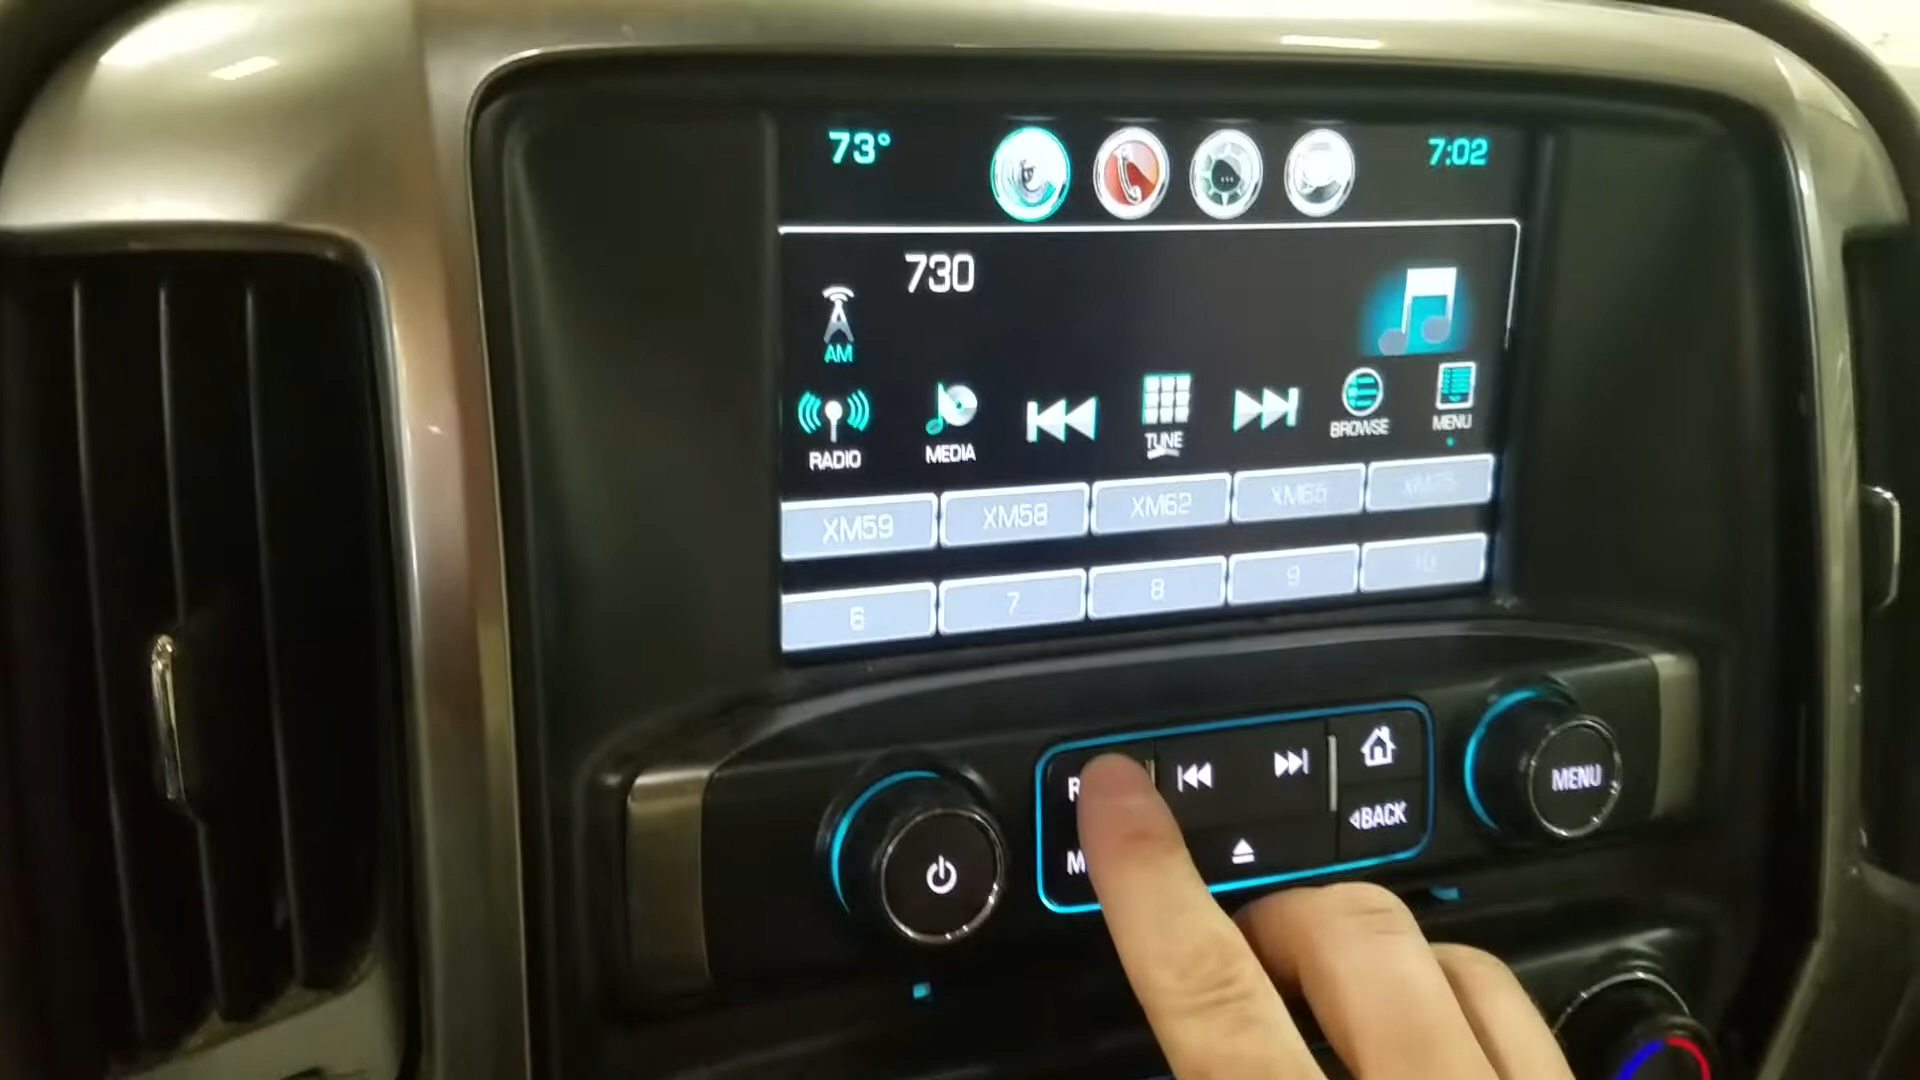 73° 7:02
730
AM
RADIO MEDIA TUNE BROWSE MENU
XM59 XM58 XM62 XM65
6 7 8 9 10
MENU
◂BACK